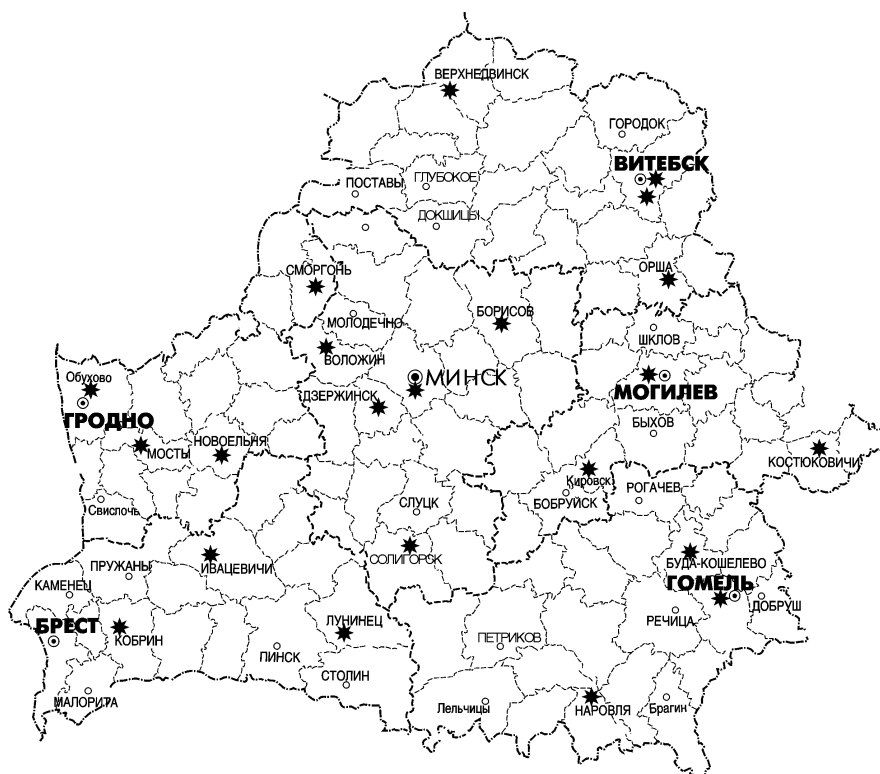 ВЕРХНЕДВИНСК
ГОРОДОК
ВИТЕБСК
ГЛУБОКОЕ
ПОСТАВЫ
ДОКШИЦЫ
СМОРГОНЬ
ОРША
БОРИСОВ
МОЛОДЕЧНО
ШКЛОВ
ВОЛОЖИН
Обухово
МИНСК
МОГИЛЕВ
ДЗЕРЖИНСК
ГРОДНО
БЫХОВ
НОВОЕЛЬНЯ
МОСТЫ
КОСТЮКОВИЧИ
Кировск
РОГАЧЕВ
БОБРУЙСК
СЛУЦК
Свислочь
СОЛИГОРСК
ПРУЖАНЫ
ИВАЦЕВИЧИ
БУДА-КОШЕЛЕВО
КАМЕНЕЦ
ГОМЕЛЬ
ДОБРУШ
РЕЧИЦА
ЛУНИНЕЦ
БРЕСТ
КОБРИН
ПЕТРИКОВ
ПИНСК
СТОЛИН
МАЛОРИТА
Лельчицы
НАРОВЛЯ
Брагин